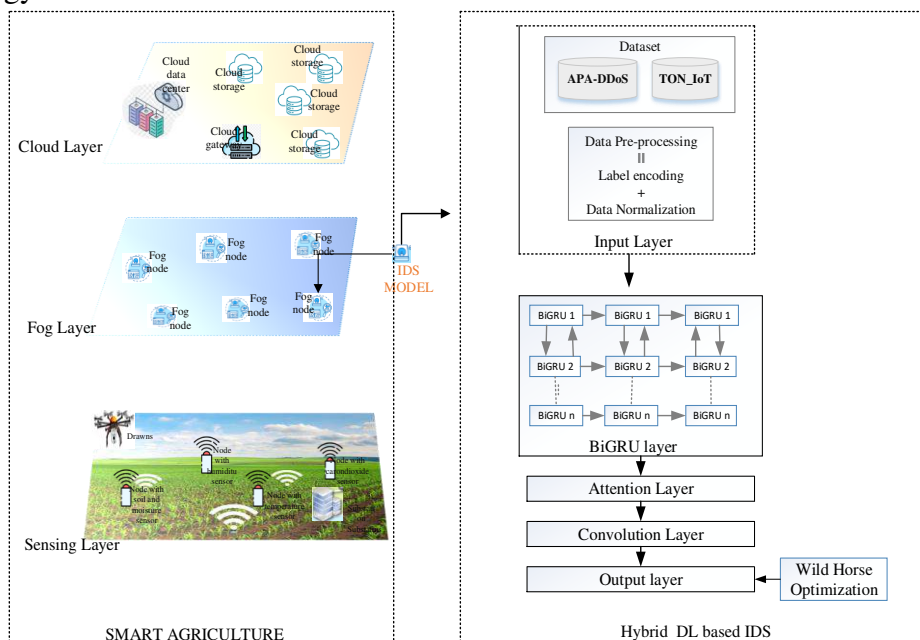 gy
Cloud
data
center
Cloud
storage
Cloud
storage
Cloud
storage
Cloud
gateway
Cloud
storage
Cloud Layer
Fog
node
Fog
node
Fog
node
Fog
node
Fog
node
Fog
node
Fog Layer
IDS
MODEL
Drawns
Node
with
humiditu
sensor
Node with
carondioxyde
sensor
Node with
soil and
moisture
sensor
Node with
temperature
sensor
Sensing Layer
SMART AGRICULTURE
Dataset
APA-DDoS
TON_IoT
Data Pre-processing
||
Label encoding
+
Data Normalization
Input Layer
BiGRU 1
BiGRU 1
BiGRU 1
BiGRU 2
BiGRU 2
BiGRU 2
BiGRU n
BiGRU n
BiGRU n
BiGRU layer
Attention Layer
Convolution Layer
Output layer
Wild Horse
Optimization
Hybrid DL based IDS